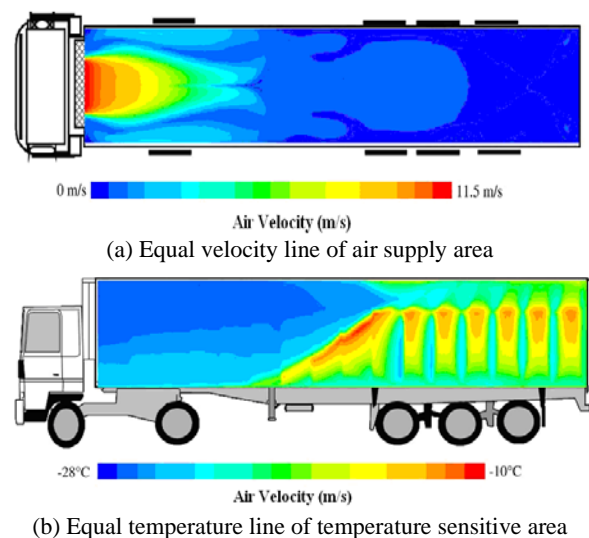 0 m/s 11.5 m/s
Air Velocity (m/s)
(a) Equal velocity line of air supply area
-28°C -10°C
Air Velocity (m/s)
(b) Equal temperature line of temperature sensitive area